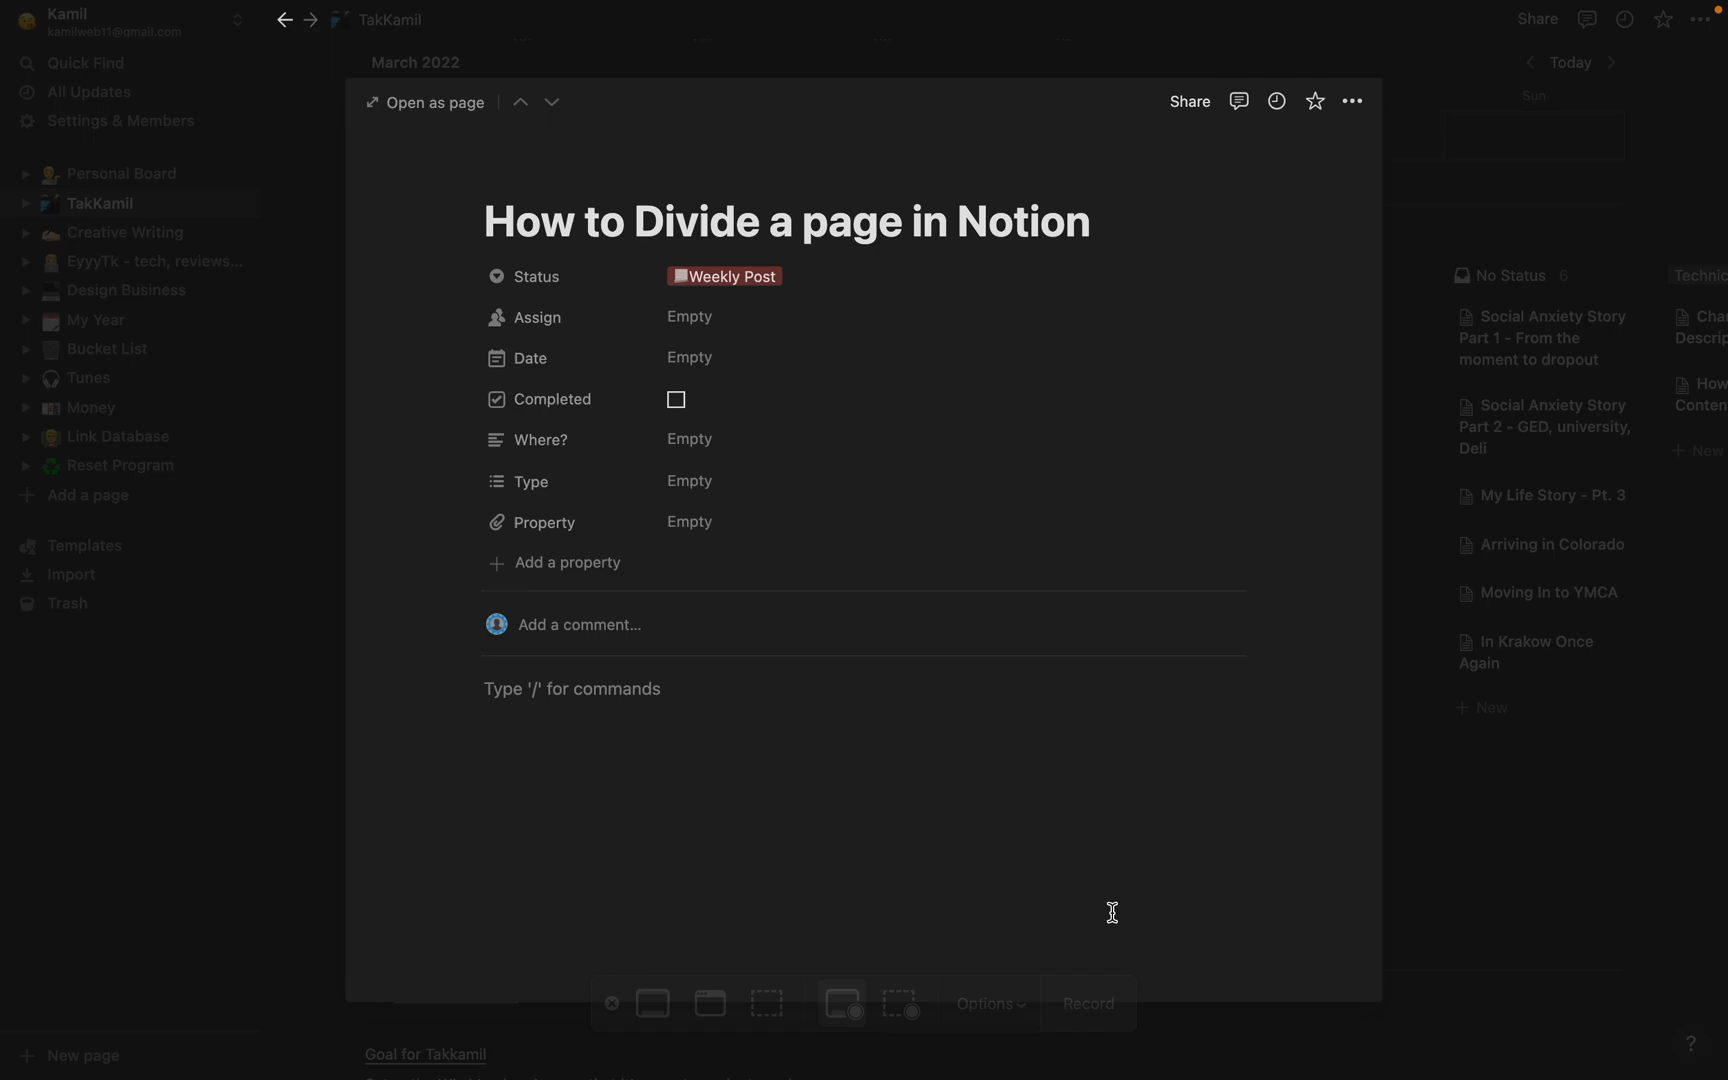 Kamil
kamilweb11@gmail.com
TakKamil
Share
Quick Find
All Updates
Settings & Members
Personal Board
TakKamil
Creative Writing
EyyyTk - tech, reviews...
Design Business
My Year
Bucket List
Tunes
Money
Link Database
Reset Program
Add a page
Templates
Import
Trash
New page
March 2022
Today
Sun
Open as page
Share
How to Divide a page in Notion
Status
Weekly Post
Assign
Empty
Date
Empty
Completed
Where?
Empty
Type
Empty
Property
Empty
Add a property
Add a comment...
Type '/' for commands
No Status 6
Social Anxiety Story
Part 1 - From the
moment to dropout
Social Anxiety Story
Part 2 - GED, university,
Deli
My Life Story - Pt. 3
Arriving in Colorado
Moving In to YMCA
In Krakow Once
Again
+ New
Technic
Char
Descrip
How
Conten
+ New
Options
Record
Goal for Takkamil
?